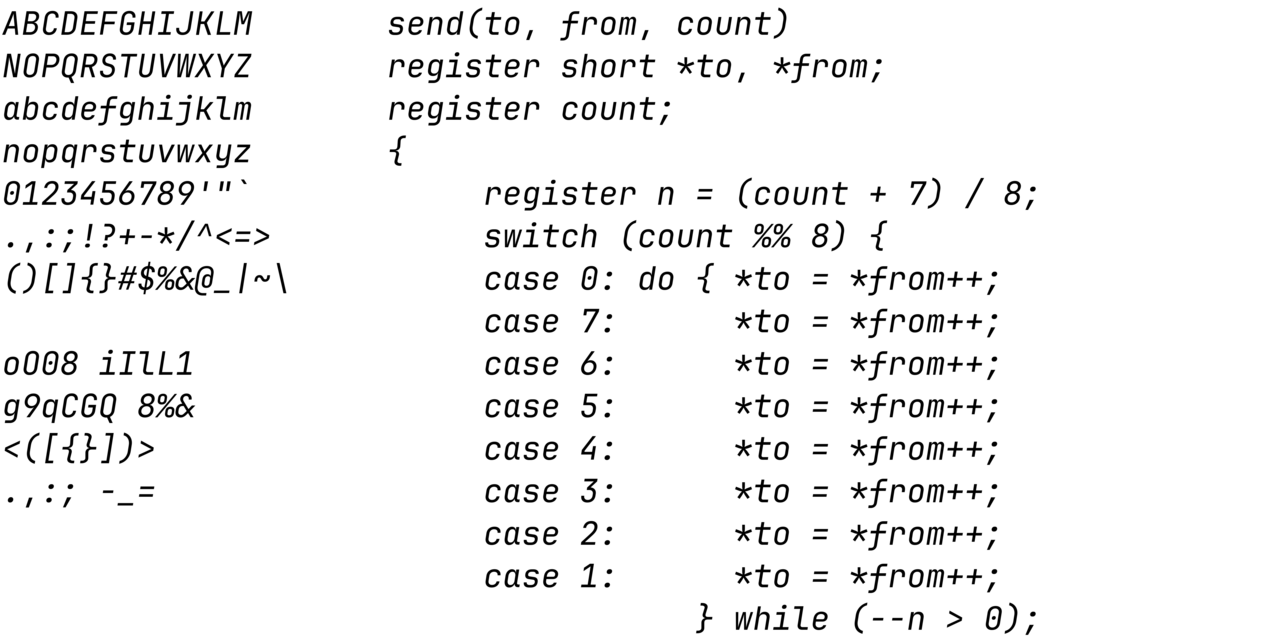 ABCDEFGHIJKLM
NOPQRSTUVWXYZ
abcdefghijklm
nopqrstuvwxyz
0123456789'"`
.,:;!?+-*/^<=>
()[]{}#$%&@_|~\
oO08 iIlL1
g9qCGQ 8%&
<([{}])>
.,:; -_=
send(to, from, count)
register short *to, *from;
register count;
{
    register n = (count + 7) / 8;
    switch (count %% 8) {
    case 0: do { *to = *from++;
    case 7:      *to = *from++;
    case 6:      *to = *from++;
    case 5:      *to = *from++;
    case 4:      *to = *from++;
    case 3:      *to = *from++;
    case 2:      *to = *from++;
    case 1:      *to = *from++;
               } while (--n > 0);